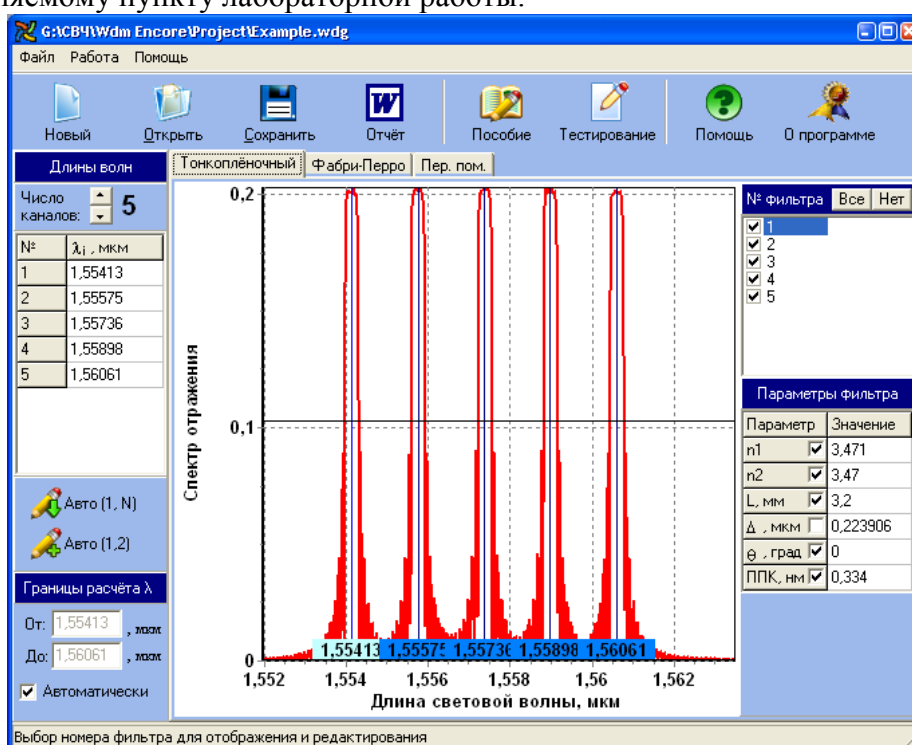 яемому пункту лабораторной работы.
G:\СВЧ\Wdm Encore\Project\Example.wdg
Файл Работа Помощь
Новый Открыть Сохранить Отчёт Пособие Тестирование Помощь О программе
Длины волн
Число каналов: 5
№ λi , мкм
1 1,55413
2 1,55575
3 1,55736
4 1,55898
5 1,56061
Авто (1, N)
Авто (1,2)
Границы расчёта λ
От: 1,55413 , мкм
До: 1,56061 , мкм
Автоматически
Тонкоплёночный Фабри-Перро Пер. пом.
Спектр отражения
0,2
0,1
0
1,55413 1,55575 1,55736 1,55898 1,56061
1,552 1,554 1,556 1,558 1,56 1,562
Длина световой волны, мкм
№ фильтра Все Нет
1
2
3
4
5
Параметры фильтра
Параметр Значение
n1 3,471
n2 3,47
L, мм 3,2
Δ , мкм 0,223906
θ , град 0
ППК, нм 0,334
Выбор номера фильтра для отображения и редактирования